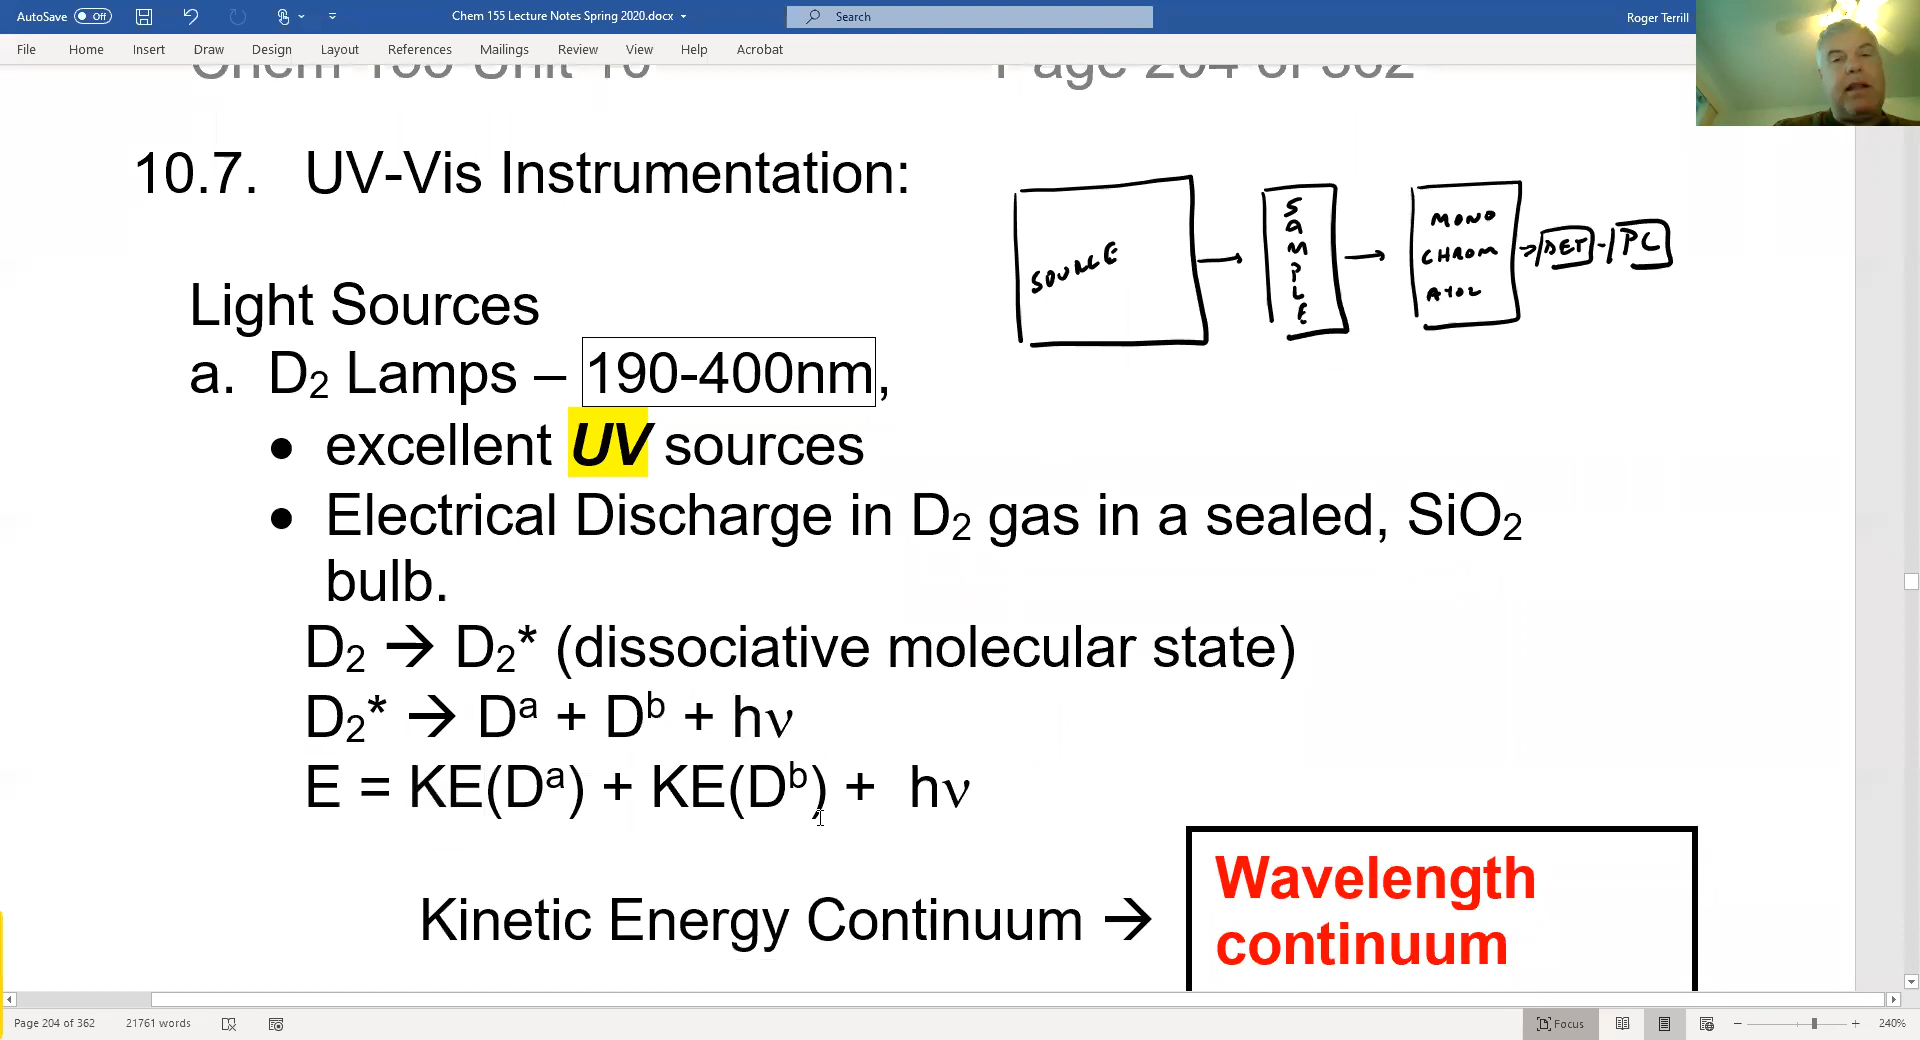 AutoSave Off
Chem 155 Lecture Notes Spring 2020.docx
Search
Roger Terrill
File Home Insert Draw Design Layout References Mailings Review View Help Acrobat
Chem 155 Unit 10 Page 204 of 362
10.7. UV-Vis Instrumentation:
SOURCE
SAMPLE
MONO
CHROM
ATOR
DET
PC
Light Sources
a. D₂ Lamps – 190-400nm,
● excellent UV sources
● Electrical Discharge in D₂ gas in a sealed, SiO₂
bulb.
D₂ → D₂* (dissociative molecular state)
D₂* → Dᵃ + Dᵇ + hν
E = KE(Dᵃ) + KE(Dᵇ) + hν
Kinetic Energy Continuum →
Wavelength
continuum
Page 204 of 362 21761 words
Focus
240%